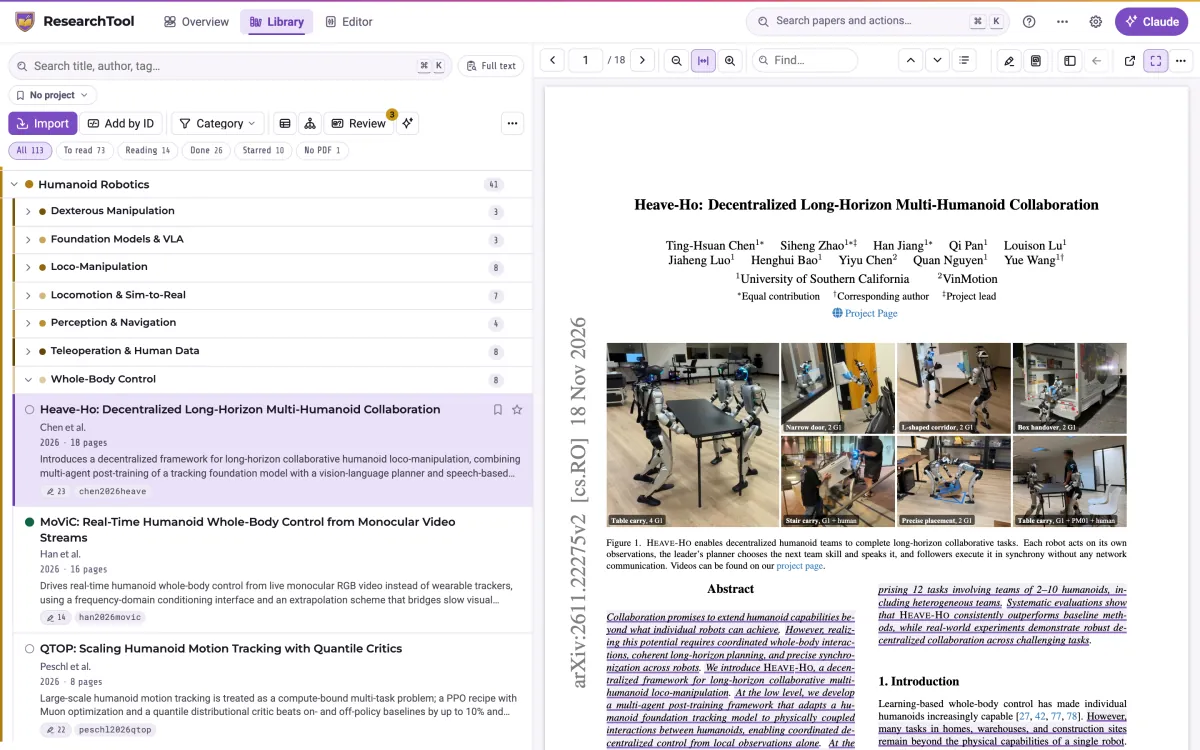 ResearchTool
Overview
Library
Editor
Search papers and actions...
⌘ K
Claude
Search title, author, tag...
⌘ K
Full text
No project
Import
Add by ID
Category
Review
3
All 113
To read 73
Reading 14
Done 26
Starred 10
No PDF 1
Humanoid Robotics
41
Dexterous Manipulation
3
Foundation Models & VLA
3
Loco-Manipulation
8
Locomotion & Sim-to-Real
7
Perception & Navigation
4
Teleoperation & Human Data
8
Whole-Body Control
8
Heave-Ho: Decentralized Long-Horizon Multi-Humanoid Collaboration
Chen et al.
2026 · 18 pages
Introduces a decentralized framework for long-horizon collaborative humanoid loco-manipulation, combining
multi-agent post-training of a tracking foundation model with a vision-language planner and speech-based...
23 chen2026heave
MoViC: Real-Time Humanoid Whole-Body Control from Monocular Video
Streams
Han et al.
2026 · 16 pages
Drives real-time humanoid whole-body control from live monocular RGB video instead of wearable trackers,
using a frequency-domain conditioning interface and an extrapolation scheme that bridges slow visual...
14 han2026movic
QTOP: Scaling Humanoid Motion Tracking with Quantile Critics
Peschl et al.
2026 · 8 pages
Large-scale humanoid motion tracking is treated as a compute-bound multi-task problem; a PPO recipe with
Muon optimization and a quantile distributional critic beats on- and off-policy baselines by up to 10% and...
22 peschl2026qtop
1 / 18
Find...
Heave-Ho: Decentralized Long-Horizon Multi-Humanoid Collaboration
Ting-Hsuan Chen1* Siheng Zhao1*‡ Han Jiang1* Qi Pan1 Louison Lu1
Jiaheng Luo1 Henghui Bao1 Yiyu Chen2 Quan Nguyen1 Yue Wang1†
1University of Southern California 2VinMotion
*Equal contribution †Corresponding author ‡Project lead
Project Page
arXiv:2611.22275v2 [cs.RO] 18 Nov 2026
Table carry, 4 G1
Narrow door, 2 G1
L-shaped corridor, 2 G1
Box handover, 2 G1
Stair carry, G1 + human
Precise placement, 2 G1
Table carry, G1 + PM01 + human
Figure 1. HEAVE-HO enables decentralized humanoid teams to complete long-horizon collaborative tasks. Each robot acts on its own
observations, the leader's planner chooses the next team skill and speaks it, and followers execute it in synchrony without any network
communication. Videos can be found on our project page.
Abstract
Collaboration promises to extend humanoid capabilities be-
yond what individual robots can achieve. However, realiz-
ing this potential requires coordinated whole-body interac-
tions, coherent long-horizon planning, and precise synchro-
nization across robots. We introduce HEAVE-HO, a decen-
tralized framework for long-horizon collaborative multi-
humanoid loco-manipulation. At the low level, we develop
a multi-agent post-training framework that adapts a hu-
manoid foundation tracking model to physically coupled
interactions between humanoids, enabling coordinated de-
centralized control from local observations alone. At the
prising 12 tasks involving teams of 2–10 humanoids, in-
cluding heterogeneous teams. Systematic evaluations show
that HEAVE-HO consistently outperforms baseline meth-
ods, while real-world experiments demonstrate robust de-
centralized collaboration across challenging tasks.
1. Introduction
Learning-based whole-body control has made individual
humanoids increasingly capable [27, 42, 77, 78]. However,
many tasks in homes, warehouses, and construction sites
remain beyond the physical capabilities of a single robot.